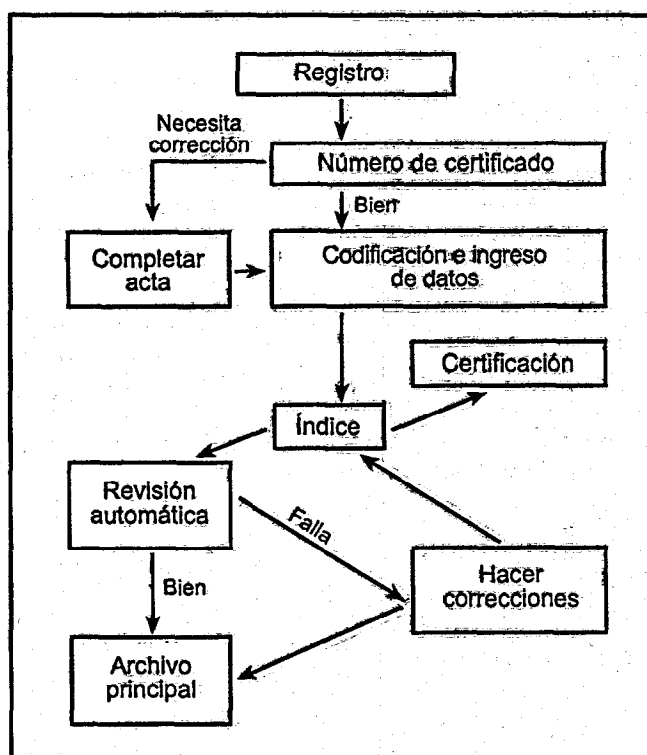 Registro
Necesita
corrección
Número de certificado
Bien
Completar
acta
Codificación e ingreso
de datos
Certificación
Índice
Revisión
automática
Falla
Hacer
correcciones
Bien
Archivo
principal